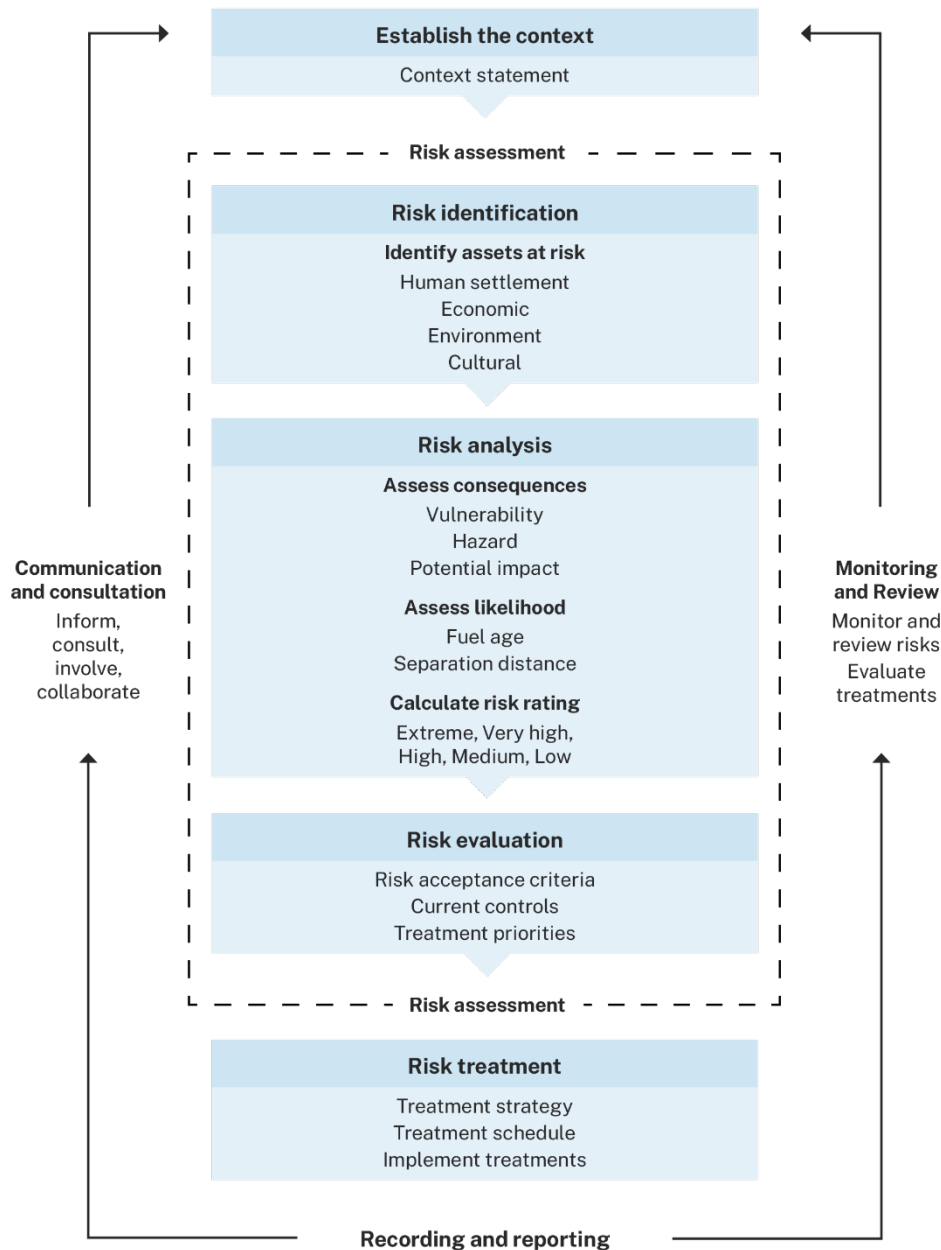 Establish the context
Context statement
Risk assessment
Risk identification
Identify assets at risk
Human settlement
Economic
Environment
Cultural
Risk analysis
Assess consequences
Vulnerability
Hazard
Potential impact
Assess likelihood
Fuel age
Separation distance
Calculate risk rating
Extreme, Very high,
High, Medium, Low
Risk evaluation
Risk acceptance criteria
Current controls
Treatment priorities
Risk assessment
Risk treatment
Treatment strategy
Treatment schedule
Implement treatments
Communication
and consultation
Inform,
consult,
involve,
collaborate
Monitoring
and Review
Monitor and
review risks
Evaluate
treatments
Recording and reporting